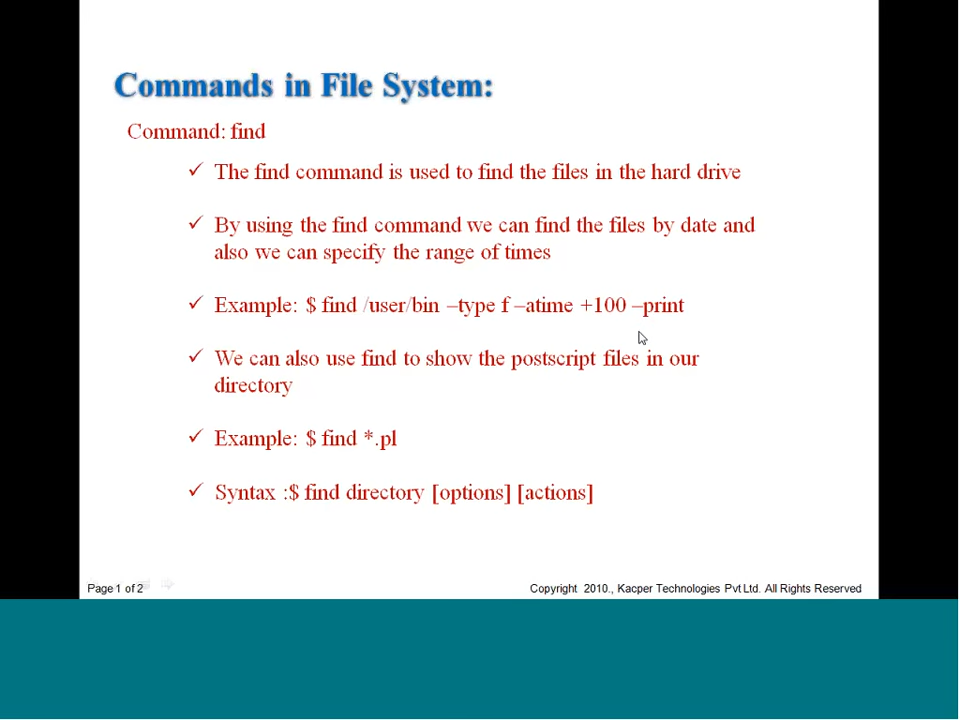 Commands in File System:
Command: find
✓ The find command is used to find the files in the hard drive
✓ By using the find command we can find the files by date and
also we can specify the range of times
✓ Example: $ find /user/bin –type f –atime +100 –print
✓ We can also use find to show the postscript files in our
directory
✓ Example: $ find *.pl
✓ Syntax :$ find directory [options] [actions]
Page 1 of 2
Copyright 2010., Kacper Technologies Pvt Ltd. All Rights Reserved